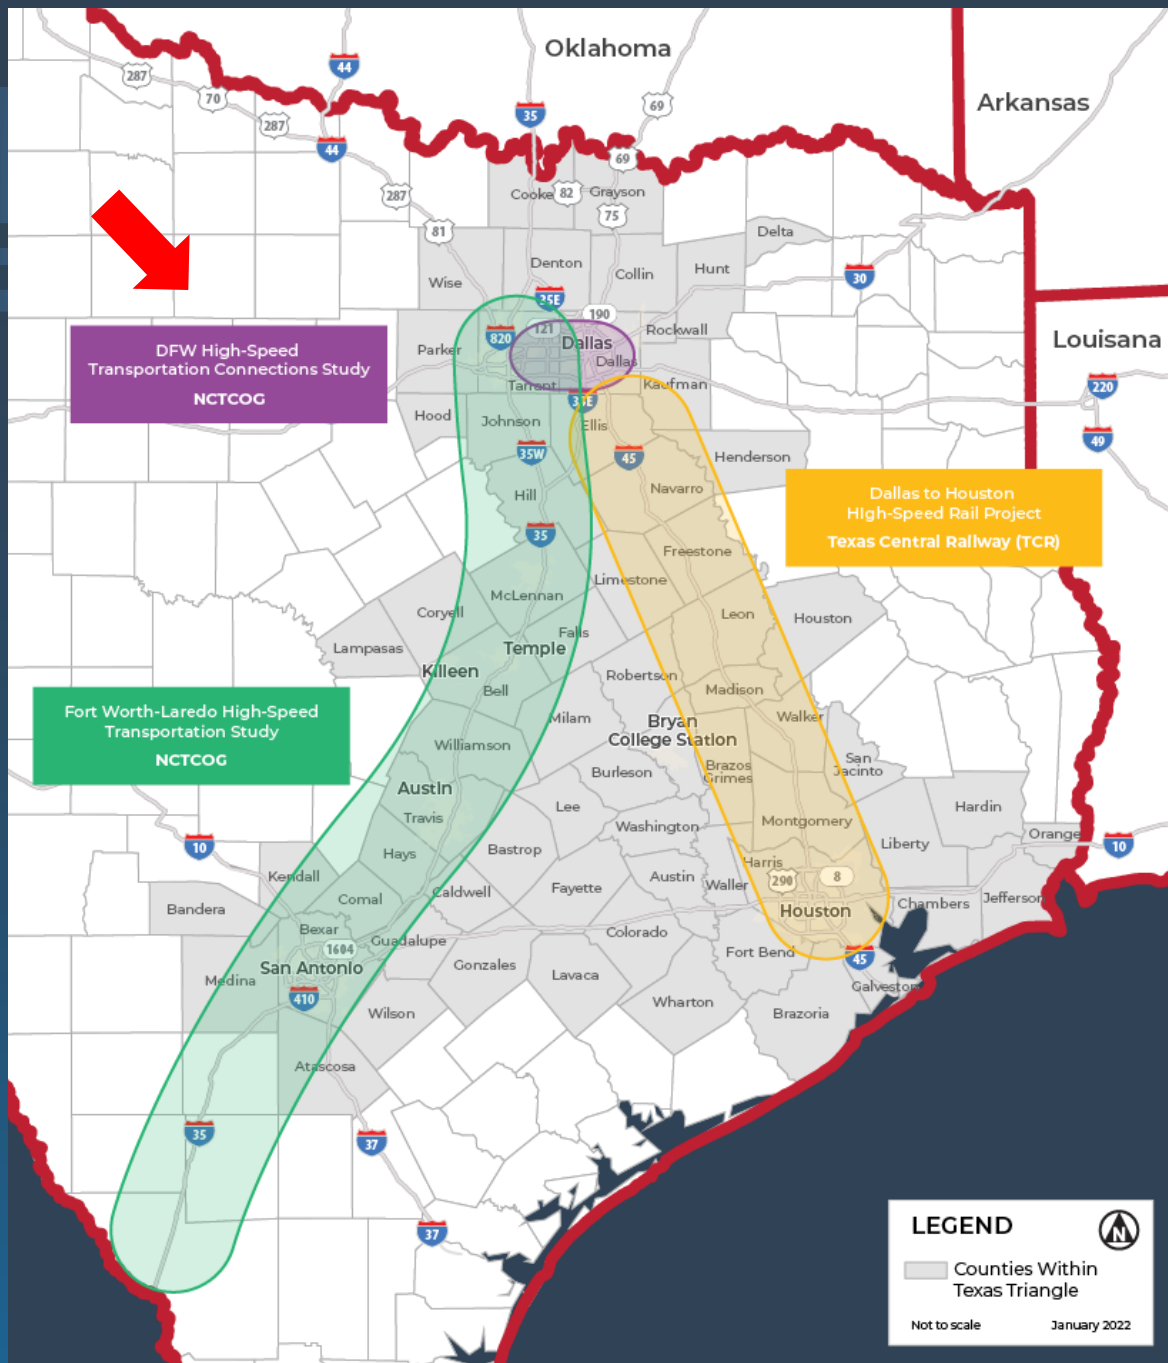 Oklahoma
Arkansas
Louisiana
44
287
70
287
44
35
69
69
287
81
Cooke
82
Grayson
75
Delta
Denton
Collin
Hunt
Wise
30
35E
190
820
121
Dallas
Rockwall
Parker
Dallas
Tarrant
Kaufman
35E
220
49
DFW High-Speed
Transportation Connections Study
NCTCOG
Hood
Johnson
Ellis
35W
45
Henderson
Hill
Navarro
35
Dallas to Houston
HIgh-Speed Rail Project
Texas Central Rallway (TCR)
Freestone
McLennan
Limestone
Coryell
Leon
Houston
Falls
Lampasas
Temple
Killeen
Bell
Robertson
Madison
Walker
Milam
Bryan
College Station
Fort Worth-Laredo High-Speed
Transportation Study
NCTCOG
Williamson
Burleson
Brazos
Grimes
San
Jacinto
Austin
Travis
Lee
Washington
Montgomery
Hardin
Orange
10
10
Hays
Bastrop
Liberty
Kendall
Comal
Caldwell
Fayette
Austin
Waller
Harris
290
8
Houston
Chambers
Jefferson
Bandera
Bexar
1604
Guadalupe
Colorado
Fort Bend
45
San Antonio
Medina
410
Gonzales
Lavaca
Wharton
Galveston
Brazoria
Wilson
Atascosa
35
37
37
LEGEND
N
Counties Within
Texas Triangle
Not to scale
January 2022